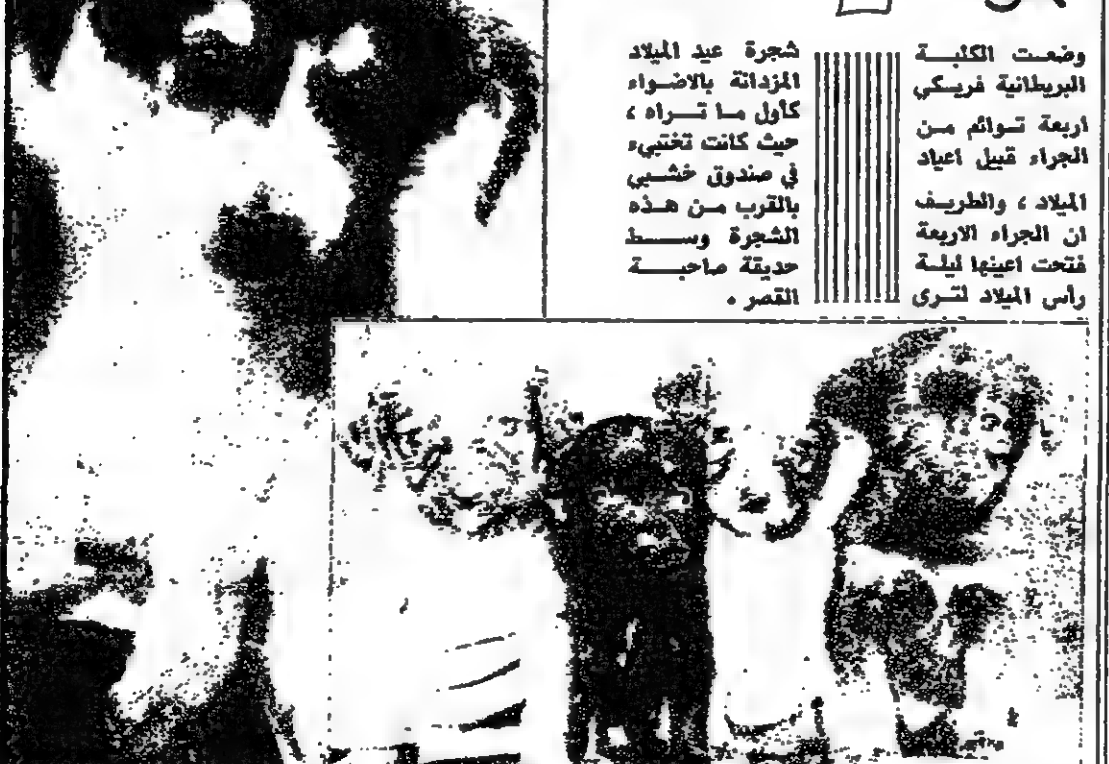 وضعت الكلبة
البريطانية فريسكي
اربعة توائم من
الجراء قبيل اعياد
الميلاد ، والطريف
ان الجراء الاربعة
فتحت اعينها ليلة
رأس الميلاد لترى
شجرة عيد الميلاد
المزدانة بالاضواء
كأول ما تراه ،
حيث كانت تختبيء
في صندوق خشبي
بالقرب من هذه
الشجرة وسط
حديقة صاحبة
القصر .